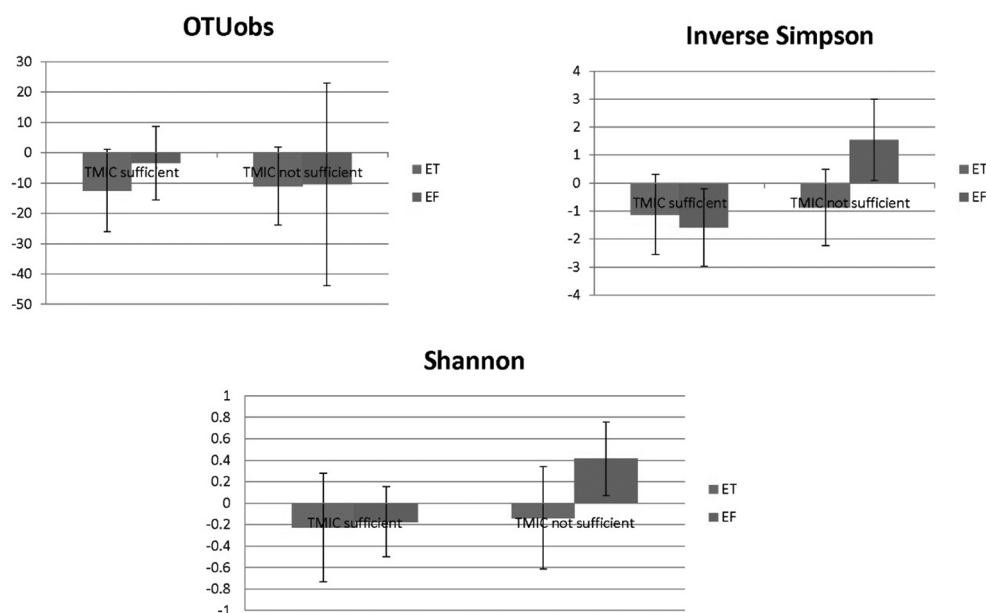 OTUobs
30
20
10
0
-10
-20
-30
-40
-50
TMIC sufficient
TMIC not sufficient
ET
EF
Inverse Simpson
4
3
2
1
0
-1
-2
-3
-4
TMIC sufficient
TMIC not sufficient
ET
EF
Shannon
1
0.8
0.6
0.4
0.2
0
-0.2
-0.4
-0.6
-0.8
-1
TMIC sufficient
TMIC not sufficient
ET
EF